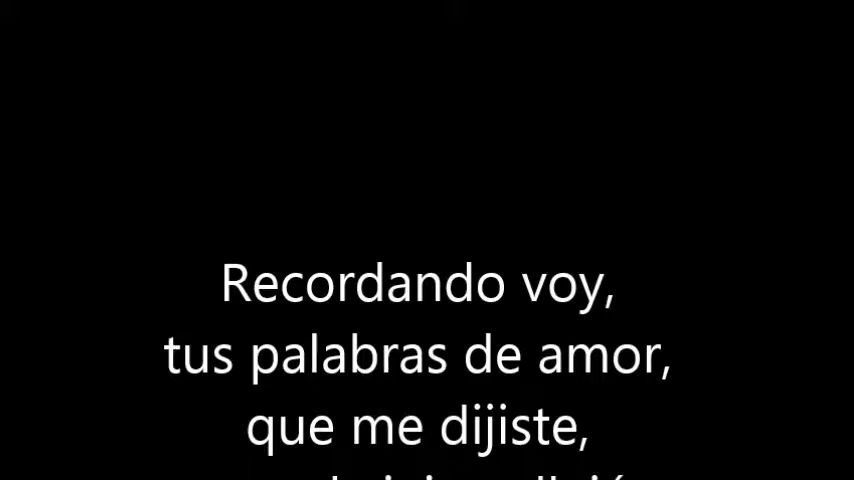 Recordando voy,
tus palabras de amor,
que me dijiste,